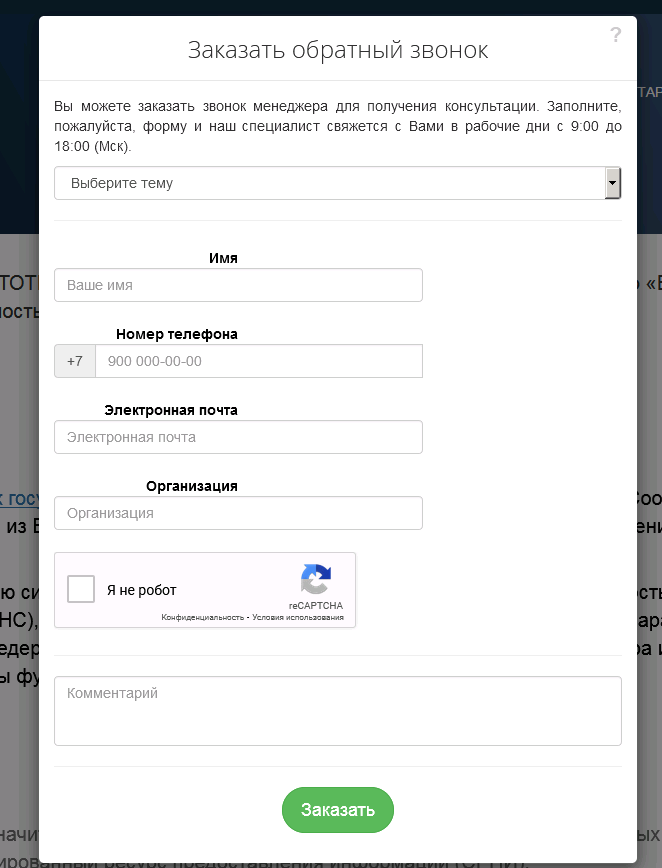 Заказать обратный звонок
?
Вы можете заказать звонок менеджера для получения консультации. Заполните,
пожалуйста, форму и наш специалист свяжется с Вами в рабочие дни с 9:00 до
18:00 (Мск).
Выберите тему
Имя
Ваше имя
Номер телефона
+7 900 000-00-00
Электронная почта
Электронная почта
Организация
Организация
Я не робот
reCAPTCHA
Конфиденциальность - Условия использования
Комментарий
Заказать